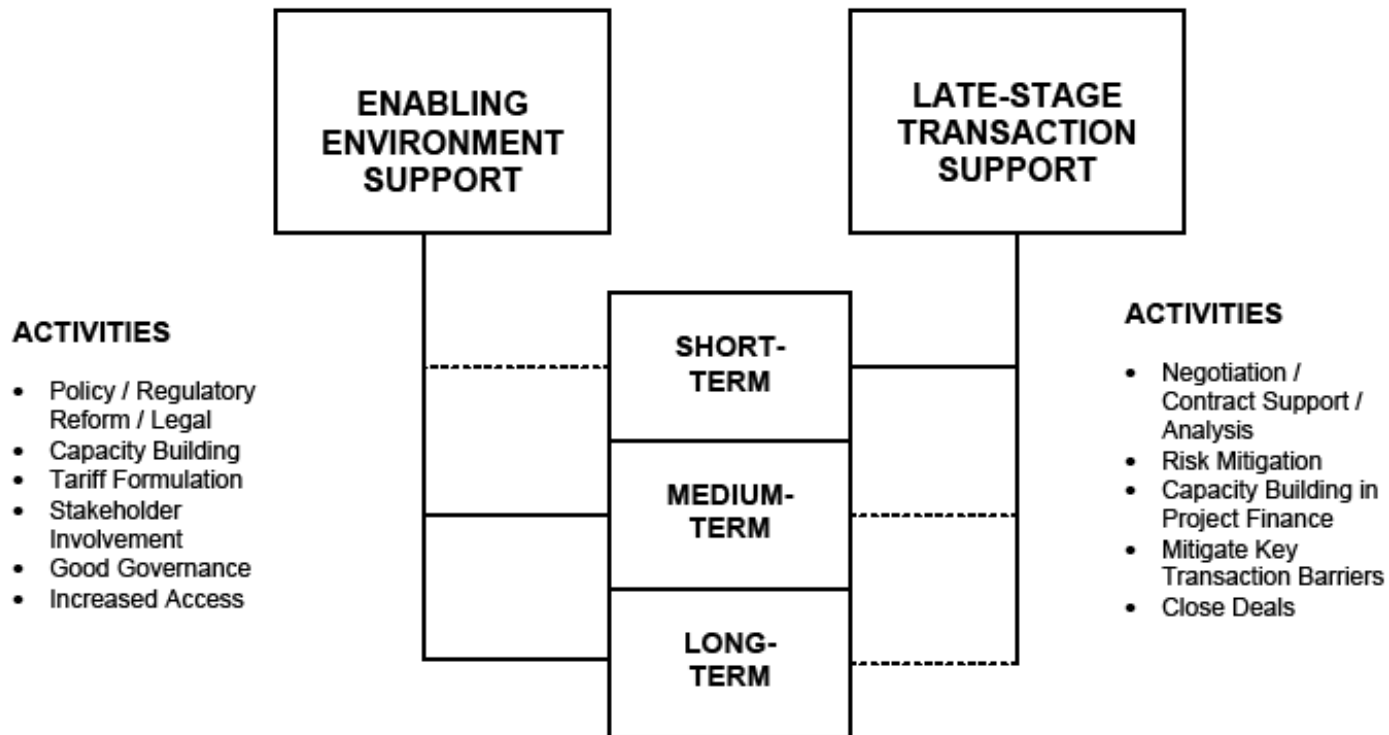 ENABLING
ENVIRONMENT
SUPPORT
LATE-STAGE
TRANSACTION
SUPPORT
ACTIVITIES
• Policy / Regulatory
Reform / Legal
• Capacity Building
• Tariff Formulation
• Stakeholder
Involvement
• Good Governance
• Increased Access
SHORT-
TERM
MEDIUM-
TERM
LONG-
TERM
ACTIVITIES
• Negotiation /
Contract Support /
Analysis
• Risk Mitigation
• Capacity Building in
Project Finance
• Mitigate Key
Transaction Barriers
• Close Deals